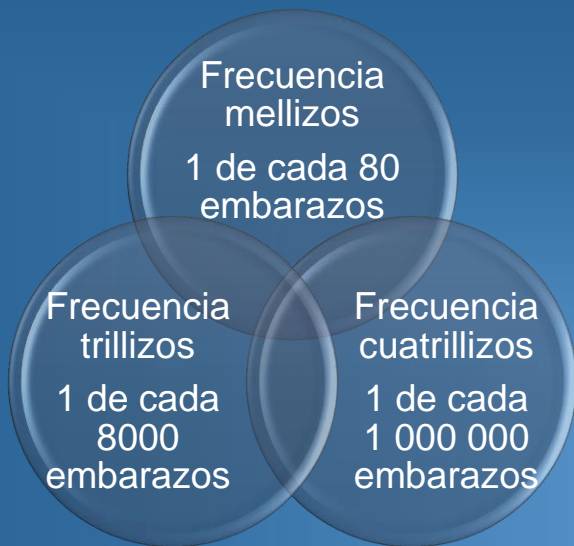 Frecuencia
mellizos
1 de cada 80
embarazos
Frecuencia
trillizos
1 de cada
8000
embarazos
Frecuencia
cuatrillizos
1 de cada
1 000 000
embarazos